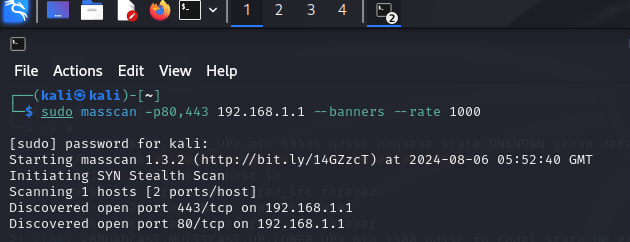 1 2 3 4 2
File Actions Edit View Help
┌──(kali㉿kali)-[~]
└─$ sudo masscan -p80,443 192.168.1.1 --banners --rate 1000
[sudo] password for kali:
Starting masscan 1.3.2 (http://bit.ly/14GZzcT) at 2024-08-06 05:52:40 GMT
Initiating SYN Stealth Scan
Scanning 1 hosts [2 ports/host]
Discovered open port 443/tcp on 192.168.1.1
Discovered open port 80/tcp on 192.168.1.1